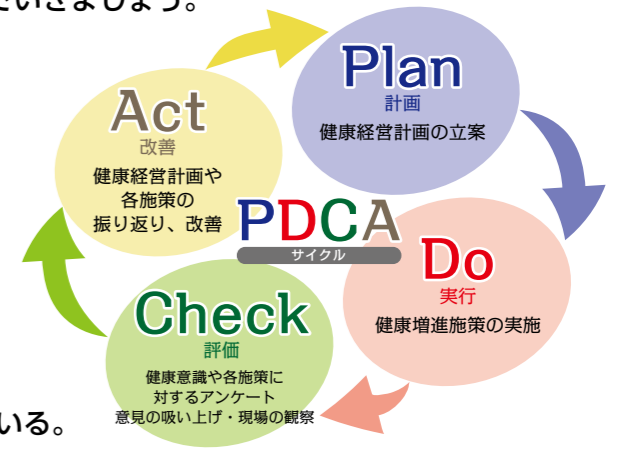 いきましょう。
Plan
計画
健康経営計画の立案
Act
改善
健康経営計画や
各施策の
振り返り、改善
PDCA
サイクル
Do
実行
健康増進施策の実施
Check
評価
健康意識や各施策に
対するアンケート
意見の吸い上げ・現場の観察
いる。